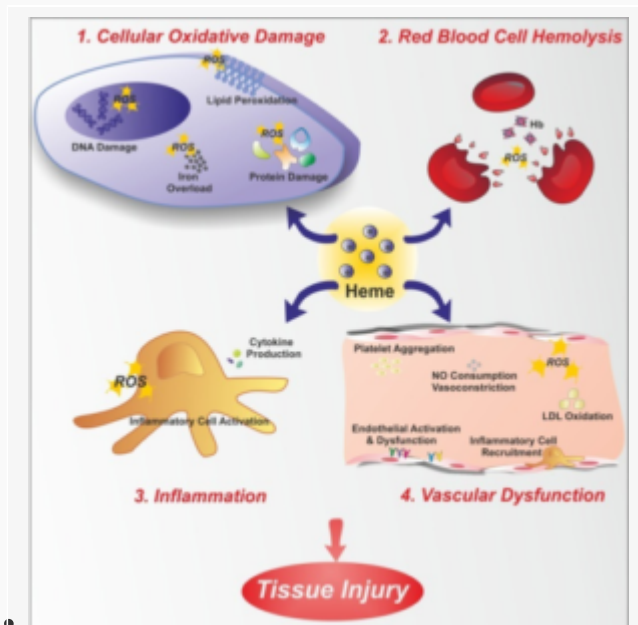 1. Cellular Oxidative Damage
2. Red Blood Cell Hemolysis
ROS
Lipid Peroxidation
ROS
DNA Damage
ROS
Iron
Overload
ROS
Protein Damage
Hb
ROS
Heme
Cytokine
Production
ROS
Inflammatory Cell Activation
Platelet Aggregation
NO Consumption
Vasoconstriction
ROS
LDL Oxidation
Endothelial Activation
& Dysfunction
Inflammatory Cell
Recruitment
3. Inflammation
4. Vascular Dysfunction
Tissue Injury